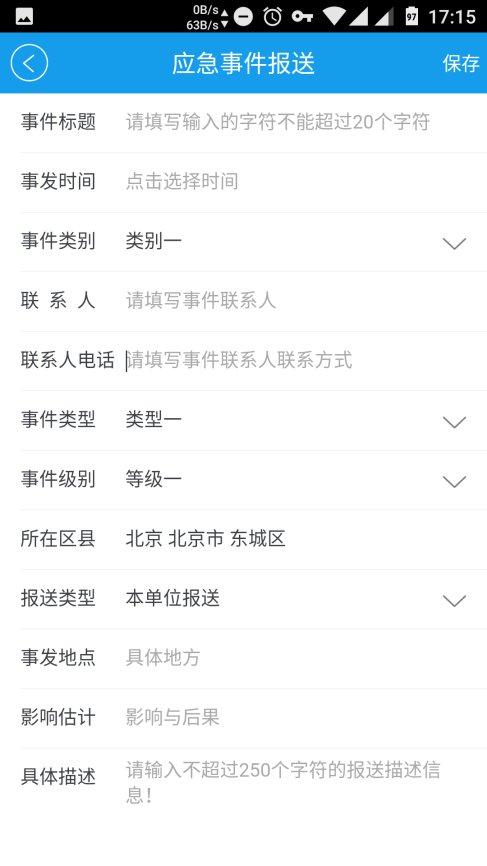 0B/s
63B/s
97
17:15
应急事件报送
保存
事件标题 请填写输入的字符不能超过20个字符
事发时间 点击选择时间
事件类别 类别一
联 系 人 请填写事件联系人
联系人电话 请填写事件联系人联系方式
事件类型 类型一
事件级别 等级一
所在区县 北京 北京市 东城区
报送类型 本单位报送
事发地点 具体地方
影响估计 影响与后果
具体描述 请输入不超过250个字符的报送描述信
息！